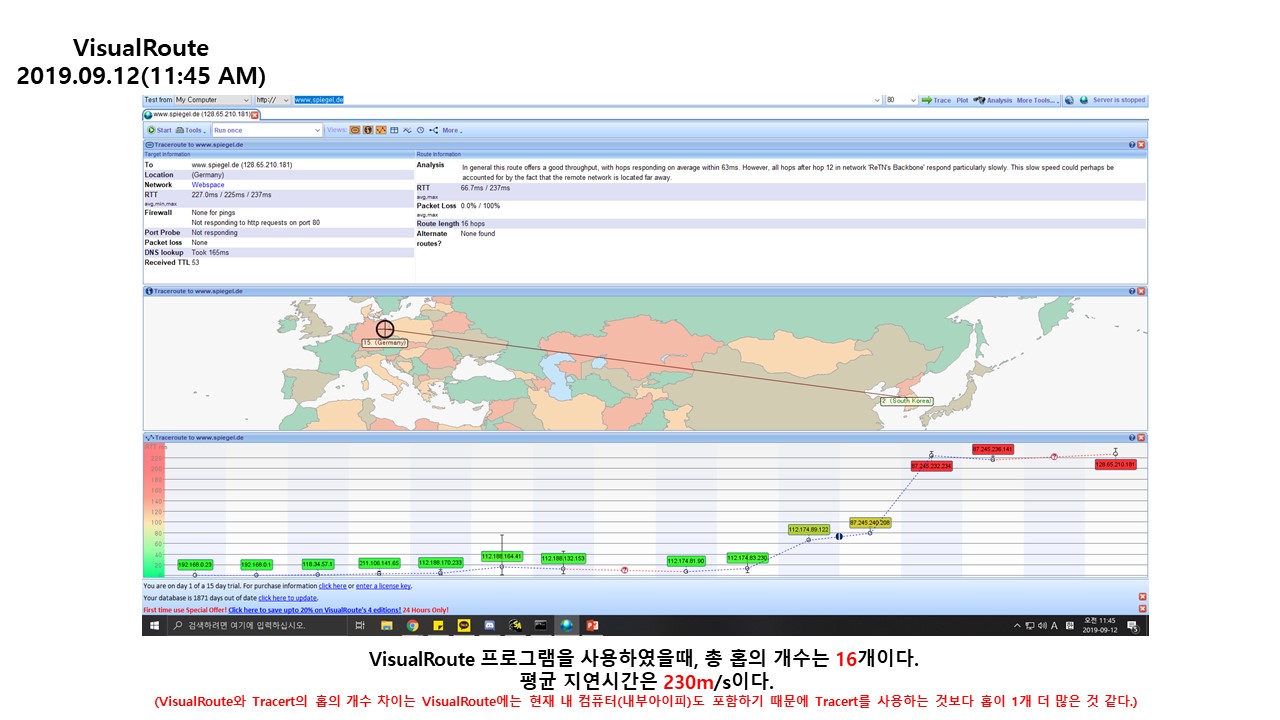 VisualRoute
2019.09.12(11:45 AM)
Test from My Computer http:// www.spiegel.de 80 Trace Plot Analysis More Tools... Server is stopped
www.spiegel.de (128.65.210.181)
Start Tools Run once Views: More
Traceroute to www.spiegel.de
Target Information Route Information
To www.spiegel.de (128.65.210.181)
Location (Germany)
Network Webspace
RTT 227.0ms / 225ms / 237ms
avg,min,max
Firewall None for pings
Not responding to http requests on port 80
Port Probe Not responding
Packet loss None
DNS lookup Took 165ms
Received TTL 53
Analysis In general this route offers a good throughput, with hops responding on average within 63ms. However, all hops after hop 12 in network 'ReTN's Backbone' respond particularly slowly. This slow speed could perhaps be
accounted for by the fact that the remote network is located far away.
RTT 66.7ms / 237ms
avg,max
Packet Loss 0.0% / 100%
avg,max
Route length 16 hops
Alternate None found
routes?
Traceroute to www.spiegel.de
15. (Germany)
2. (South Korea)
Traceroute to www.spiegel.de
220
200
180
160
140
120
100
80
60
40
20
192.168.0.23
192.168.0.1
118.34.57.1
211.106.141.65
112.188.170.233
112.188.164.41
112.188.132.153
112.174.81.90
112.174.83.230
112.174.89.122
87.245.240.208
87.245.232.234
87.245.236.141
128.65.210.181
You are on day 1 of a 15 day trial. For purchase information click here or enter a license key.
Your database is 1871 days out of date click here to update.
First time use Special Offer! Click here to save upto 20% on VisualRoute's 4 editions! 24 Hours Only!
검색하려면 여기에 입력하십시오.
A 오전 11:45
2019-09-12
5
VisualRoute 프로그램을 사용하였을때, 총 홉의 개수는 16개이다.
평균 지연시간은 230m/s이다.
(VisualRoute와 Tracert의 홉의 개수 차이는 VisualRoute에는 현재 내 컴퓨터(내부아이피)도 포함하기 때문에 Tracert를 사용하는 것보다 홉이 1개 더 많은 것 같다.)